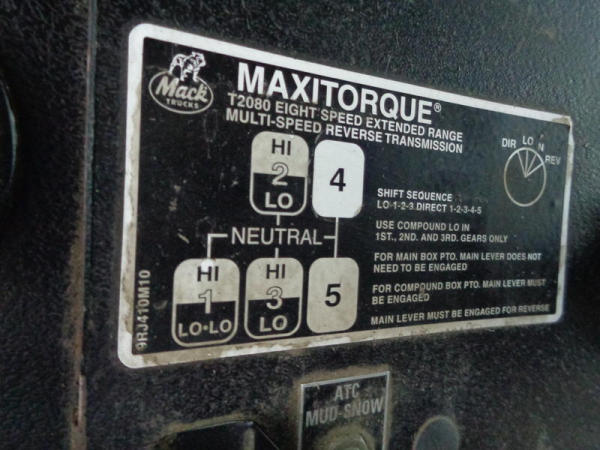 Mack
TRUCKS
MAXITORQUE®
T2080 EIGHT SPEED EXTENDED RANGE
MULTI-SPEED REVERSE TRANSMISSION
HI
2
LO
4
NEUTRAL
HI
1
LO•LO
HI
3
LO
5
DIR LO N REV
SHIFT SEQUENCE
LO 1-2-3 DIRECT 1-2-3-4-5
USE COMPOUND LO IN
1ST., 2ND. AND 3RD. GEARS ONLY
FOR MAIN BOX PTO. MAIN LEVER DOES NOT
NEED TO BE ENGAGED
FOR COMPOUND BOX PTO. MAIN LEVER MUST
BE ENGAGED
MAIN LEVER MUST BE ENGAGED FOR REVERSE
9RJ410M10
ATC
MUD-SNOW